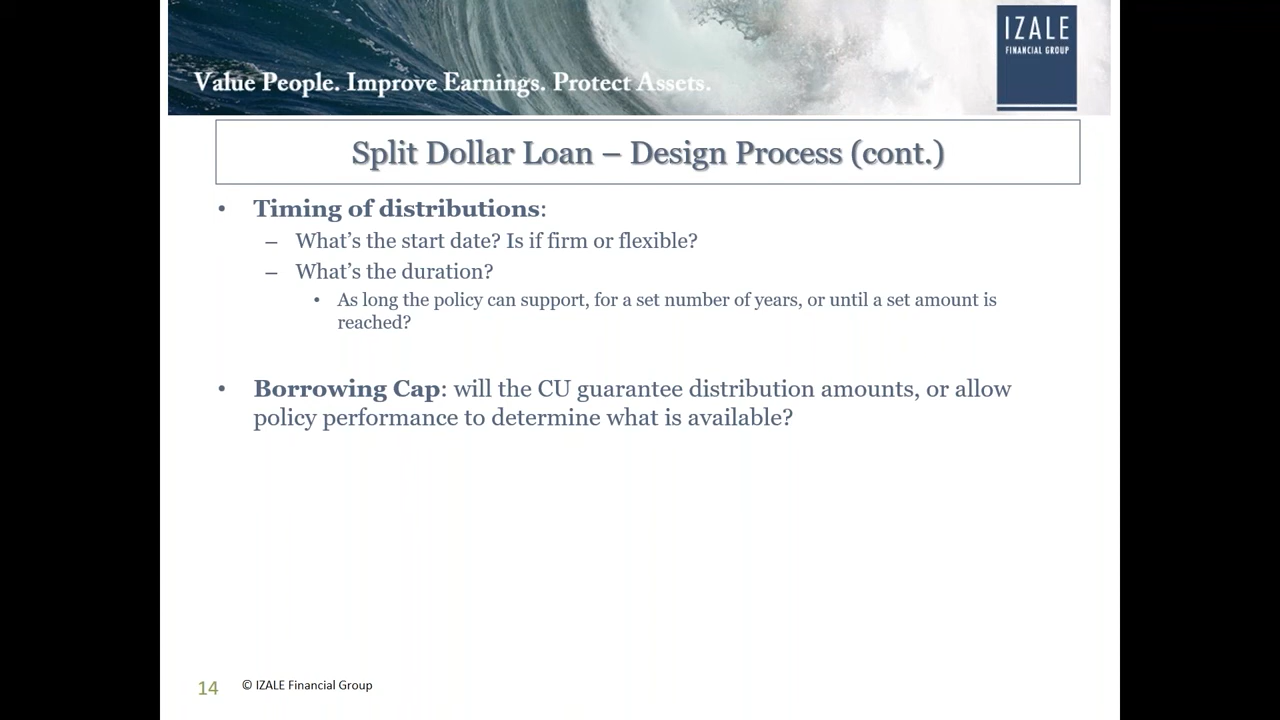 Value People. Improve Earnings. Protect Assets.
IZALE
FINANCIAL GROUP
Split Dollar Loan – Design Process (cont.)
• Timing of distributions:
– What’s the start date? Is if firm or flexible?
– What’s the duration?
• As long the policy can support, for a set number of years, or until a set amount is
reached?
• Borrowing Cap: will the CU guarantee distribution amounts, or allow
policy performance to determine what is available?
14
© IZALE Financial Group